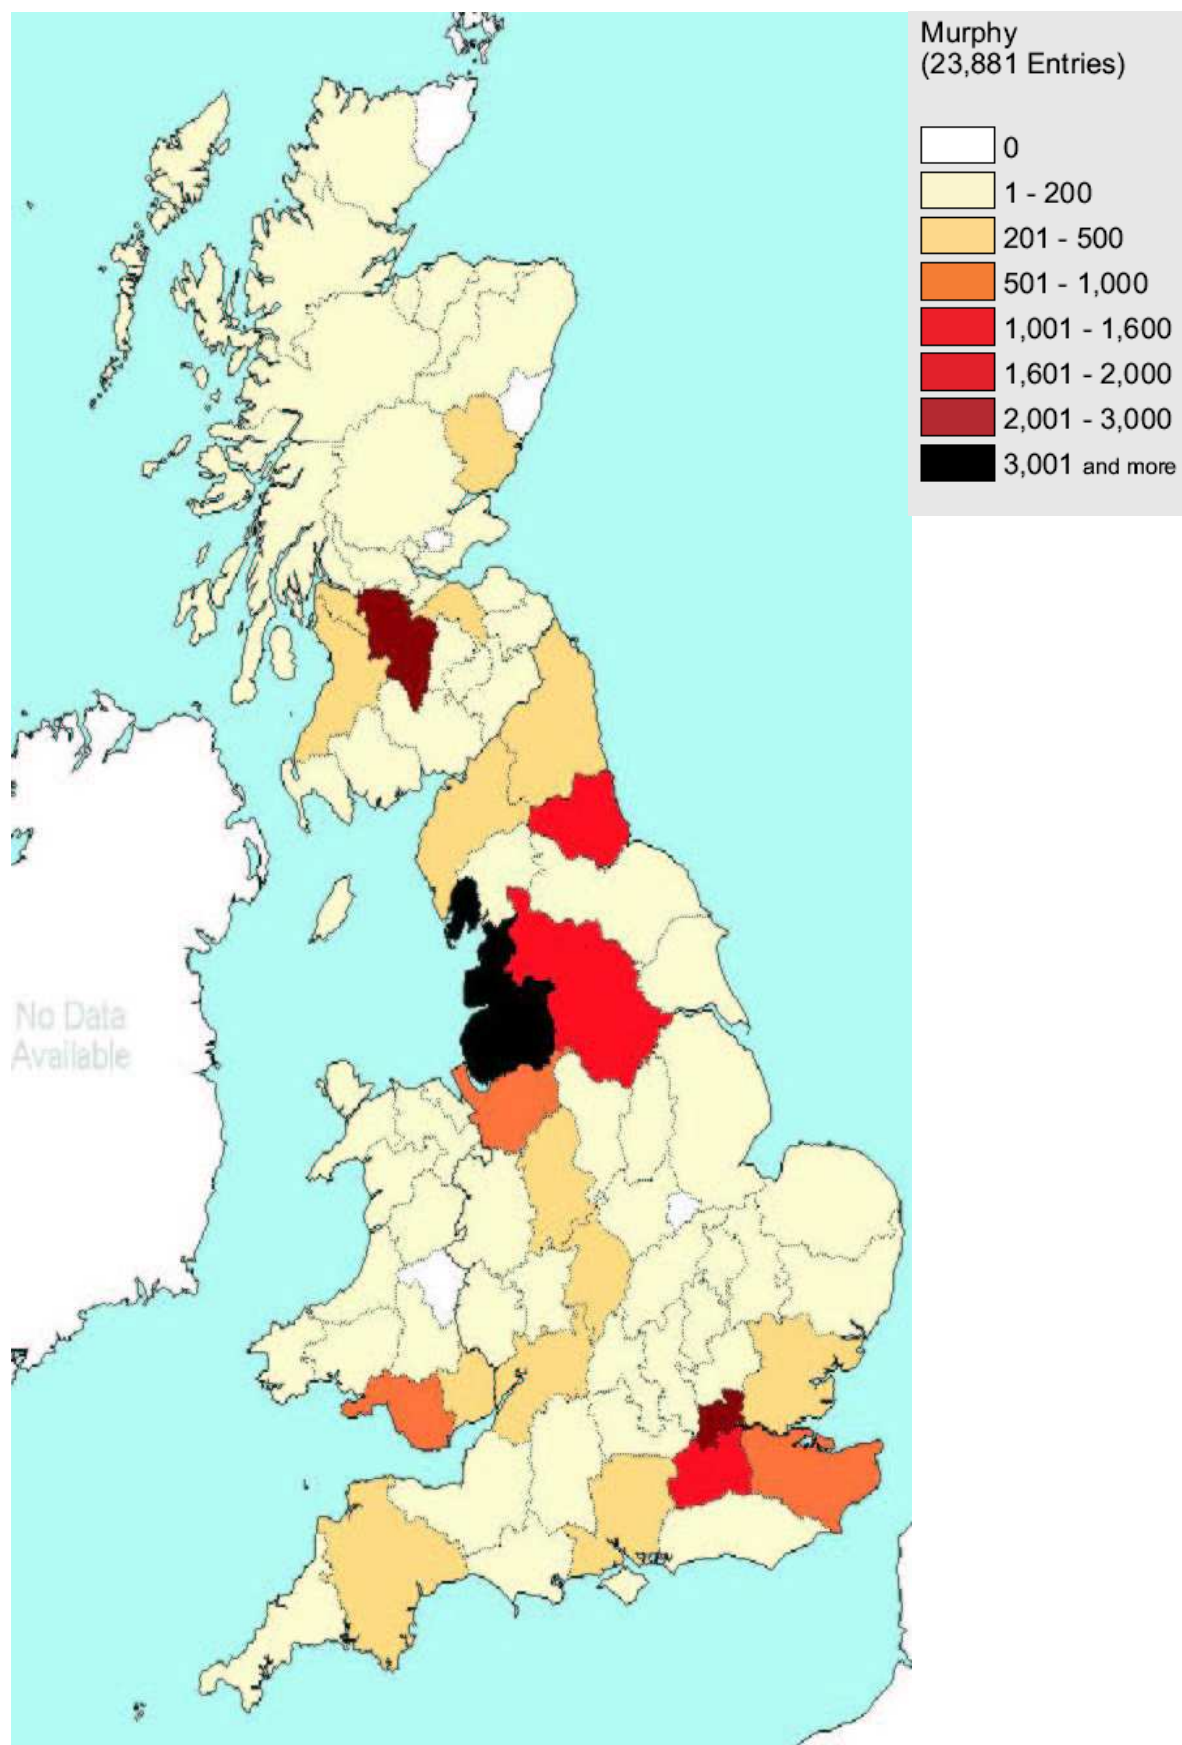 Murphy
(23,881 Entries)
0
1 - 200
201 - 500
501 - 1,000
1,001 - 1,600
1,601 - 2,000
2,001 - 3,000
3,001 and more
No Data
Available